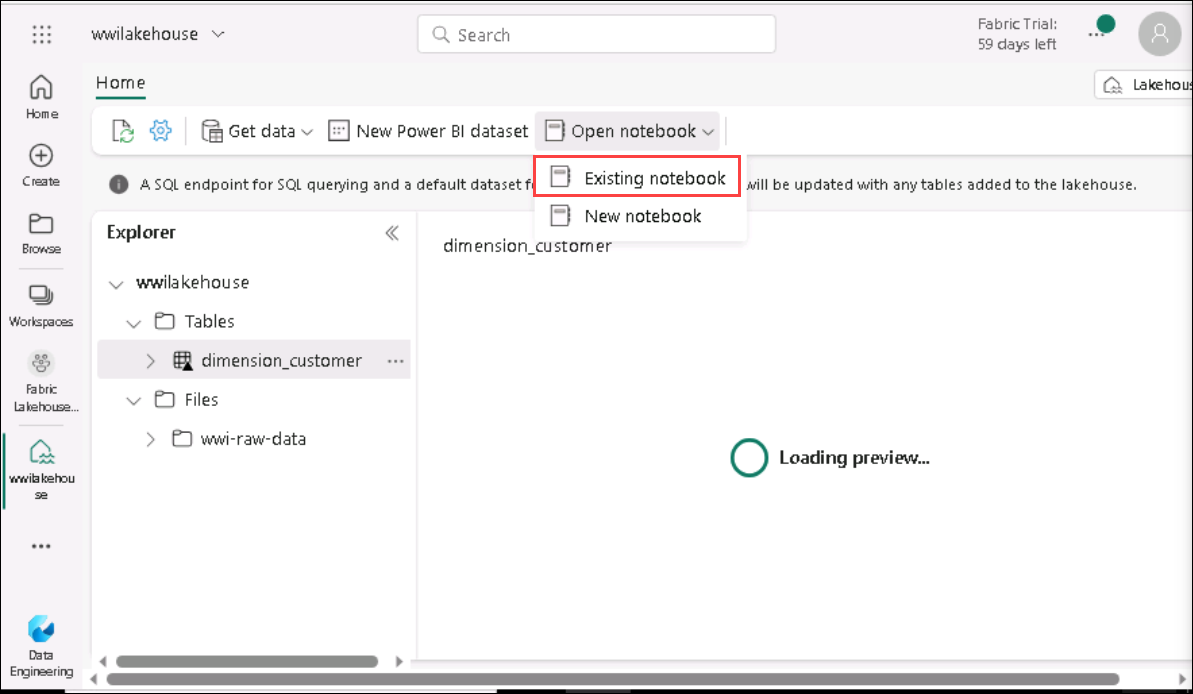 wwilakehouse
Search
Fabric Trial:
59 days left
Home
Lakehous
Get data
New Power BI dataset
Open notebook
Existing notebook
New notebook
A SQL endpoint for SQL querying and a default dataset f
will be updated with any tables added to the lakehouse.
Home
Create
Browse
Workspaces
Fabric
Lakehouse...
wwilakehou
se
...
Data
Engineering
Explorer
wwilakehouse
Tables
dimension_customer
...
Files
wwi-raw-data
dimension_customer
Loading preview...